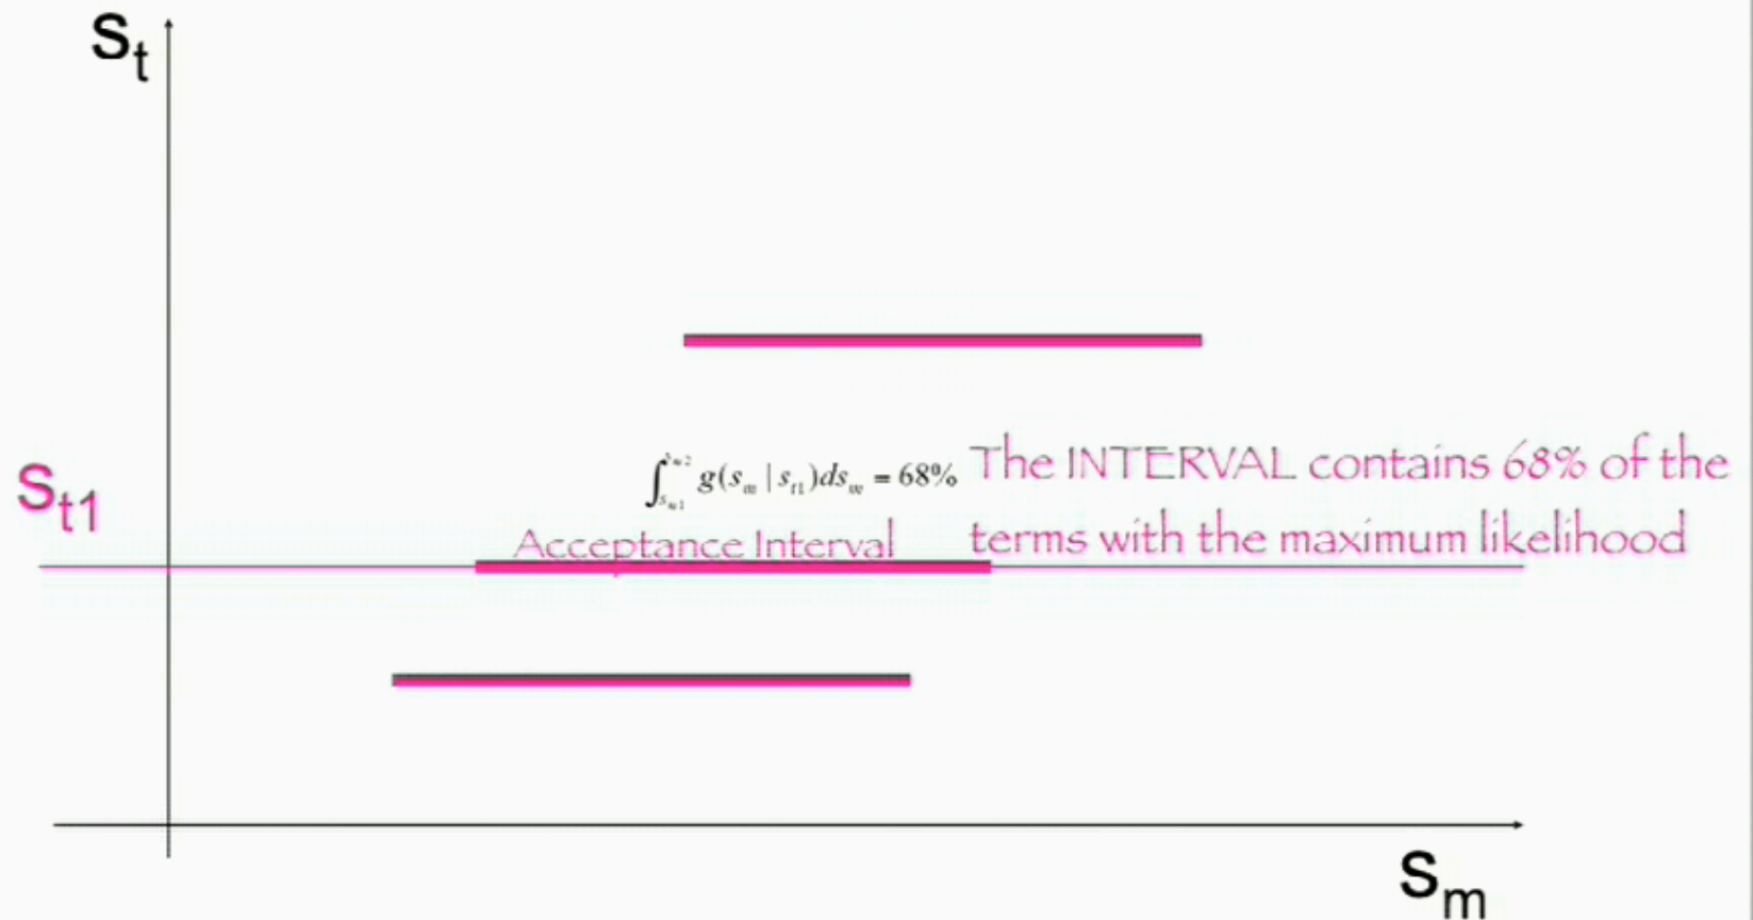 St
∫ g(sm | st1)dsm = 68%
The INTERVAL contains 68% of the
terms with the maximum likelihood
St1
Acceptance Interval
Sm